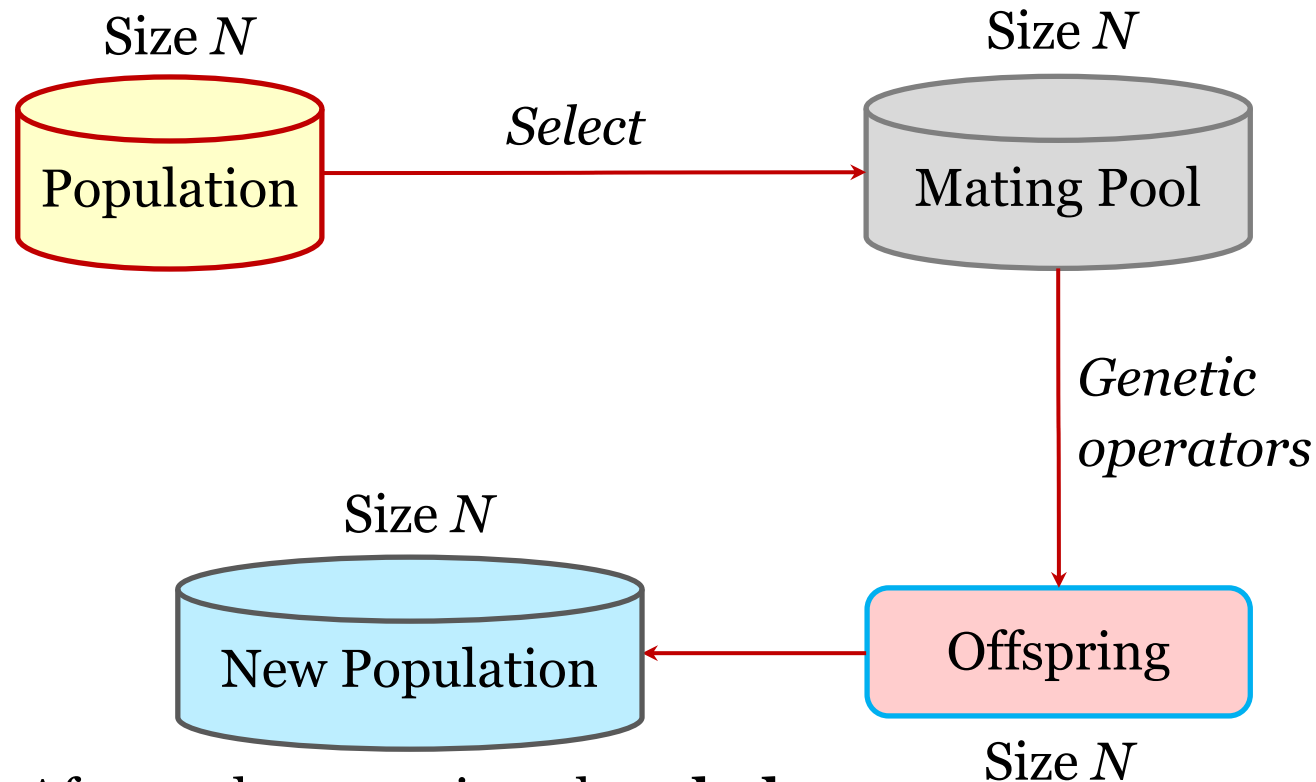 Size N
Size N
Select
Population
Mating Pool
Genetic
operators
Size N
New Population
Offspring
Size N